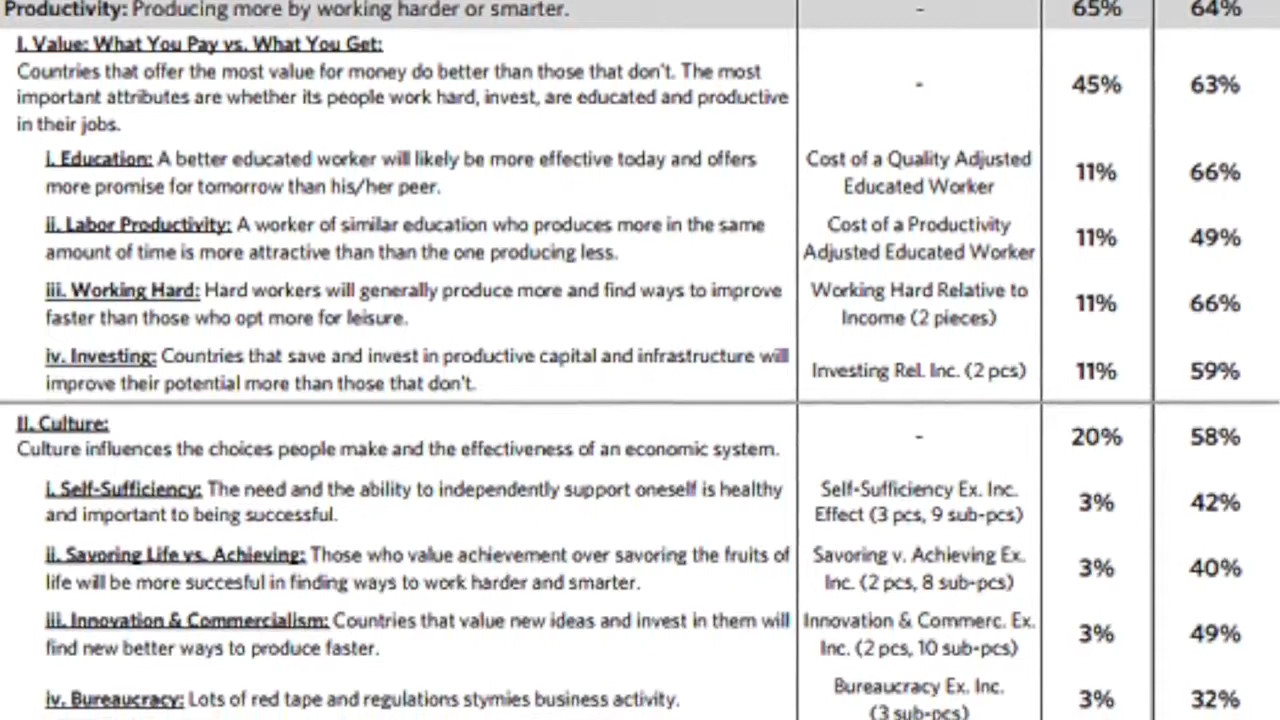 Productivity: Producing more by working harder or smarter. - 65% 64%
I. Value: What You Pay vs. What You Get:
Countries that offer the most value for money do better than those that don't. The most
important attributes are whether its people work hard, invest, are educated and productive
in their jobs.
- 45% 63%
i. Education: A better educated worker will likely be more effective today and offers
more promise for tomorrow than his/her peer.
Cost of a Quality Adjusted
Educated Worker
11% 66%
ii. Labor Productivity: A worker of similar education who produces more in the same
amount of time is more attractive than than the one producing less.
Cost of a Productivity
Adjusted Educated Worker
11% 49%
iii. Working Hard: Hard workers will generally produce more and find ways to improve
faster than those who opt more for leisure.
Working Hard Relative to
Income (2 pieces)
11% 66%
iv. Investing: Countries that save and invest in productive capital and infrastructure will
improve their potential more than those that don't.
Investing Rel. Inc. (2 pcs)
11% 59%
II. Culture:
Culture influences the choices people make and the effectiveness of an economic system.
- 20% 58%
i. Self-Sufficiency: The need and the ability to independently support oneself is healthy
and important to being successful.
Self-Sufficiency Ex. Inc.
Effect (3 pcs, 9 sub-pcs)
3% 42%
ii. Savoring Life vs. Achieving: Those who value achievement over savoring the fruits of
life will be more succesful in finding ways to work harder and smarter.
Savoring v. Achieving Ex.
Inc. (2 pcs, 8 sub-pcs)
3% 40%
iii. Innovation & Commercialism: Countries that value new ideas and invest in them will
find new better ways to produce faster.
Innovation & Commerc. Ex.
Inc. (2 pcs, 10 sub-pcs)
3% 49%
iv. Bureaucracy: Lots of red tape and regulations stymies business activity.
Bureaucracy Ex. Inc.
(3 sub-pcs)
3% 32%